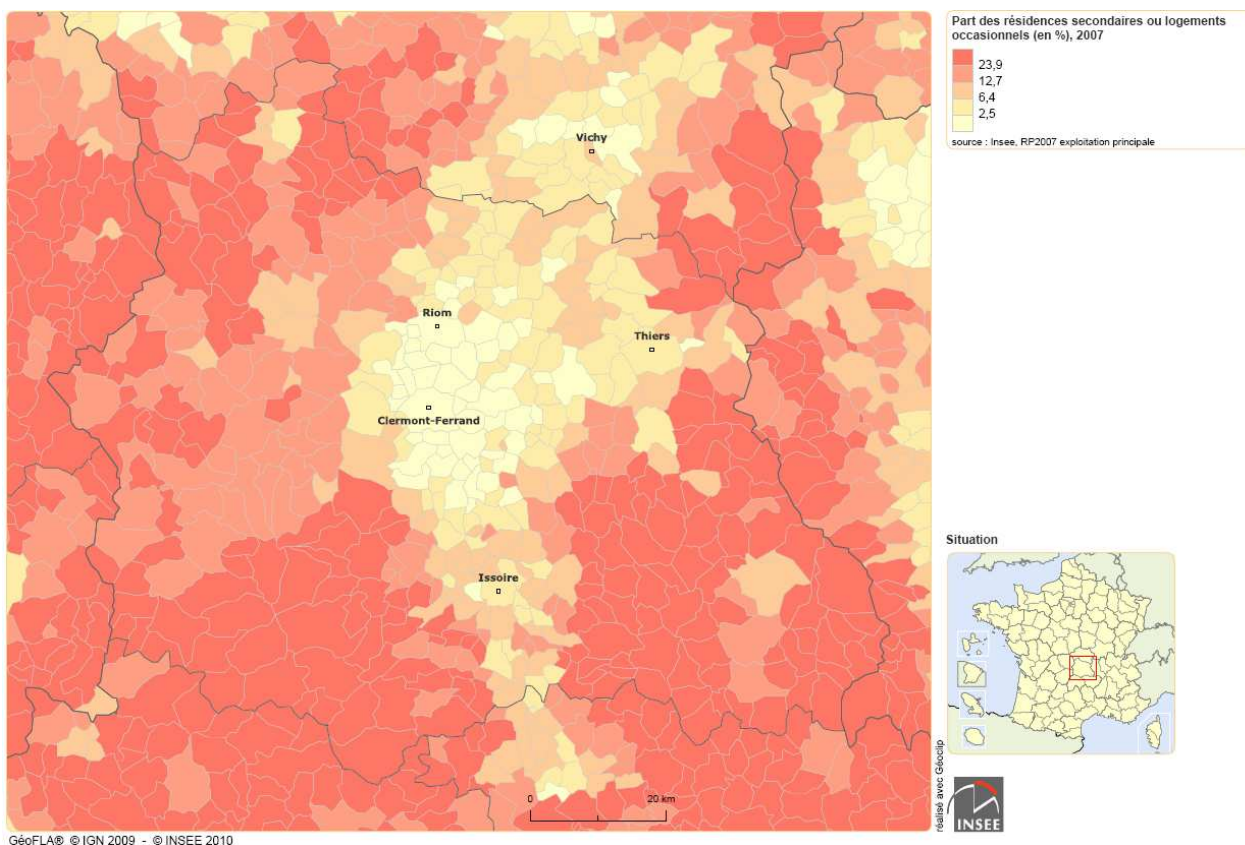 Part des résidences secondaires ou logements
occasionnels (en %), 2007
23,9
12,7
6,4
2,5
source : Insee, RP2007 exploitation principale
Vichy
Riom
Thiers
Clermont-Ferrand
Issoire
Situation
0 20 km
réalisé avec Géoclip
INSEE
GéoFLA® © IGN 2009 - © INSEE 2010